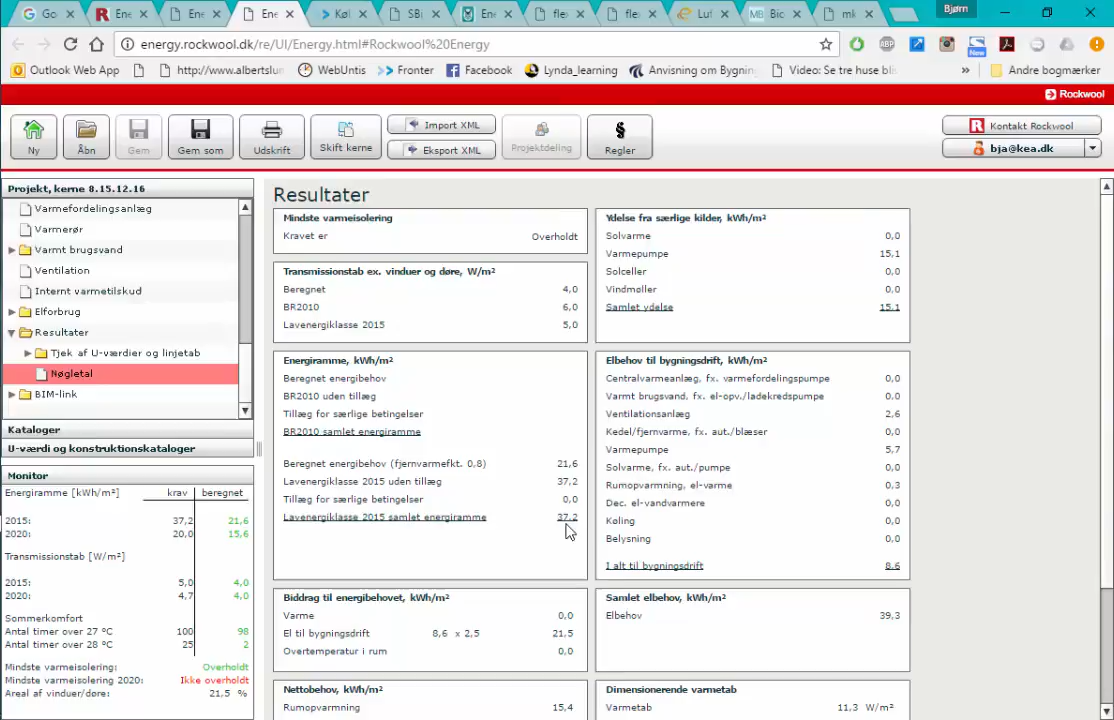 Go
Ene
Ene
Ene
Køl
SBi
Ene
fle
fle
Luf
Bio
mk
Bjørn
energy.rockwool.dk/re/UI/Energy.html#Rockwool%20Energy
ABP
New
Outlook Web App
http://www.albertslun
WebUntis
Fronter
Facebook
Lynda_learning
Anvisning om Bygnin
Video: Se tre huse bli
»
Andre bogmærker
Rockwool
Ny
Åbn
Gem
Gem som
Udskrift
Skift kerne
Import XML
Eksport XML
Projektdeling
§
Regler
Kontakt Rockwool
bja@kea.dk
Projekt, kerne 8.15.12.16
Varmefordelingsanlæg
Varmerør
Varmt brugsvand
Ventilation
Internt varmetilskud
Elforbrug
Resultater
Tjek af U-værdier og linjetab
Nøgletal
BIM-link
Kataloger
U-værdi og konstruktionskataloger
Monitor
Energiramme [kWh/m²] krav beregnet
2015: 37,2 21,6
2020: 20,0 15,6
Transmissionstab [W/m²]
2015: 5,0 4,0
2020: 4,7 4,0
Sommerkomfort
Antal timer over 27 °C 100 98
Antal timer over 28 °C 25 2
Mindste varmeisolering: Overholdt
Mindste varmeisolering 2020: Ikke overholdt
Areal af vinduer/døre: 21,5 %
Resultater
Mindste varmeisolering
Kravet er Overholdt
Transmissionstab ex. vinduer og døre, W/m²
Beregnet 4,0
BR2010 6,0
Lavenergiklasse 2015 5,0
Energiramme, kWh/m²
Beregnet energibehov
BR2010 uden tillæg
Tillæg for særlige betingelser
BR2010 samlet energiramme
Beregnet energibehov (fjernvarmefkt. 0,8) 21,6
Lavenergiklasse 2015 uden tillæg 37,2
Tillæg for særlige betingelser 0,0
Lavenergiklasse 2015 samlet energiramme 37,2
Biddrag til energibehovet, kWh/m²
Varme 0,0
El til bygningsdrift 8,6 x 2,5 21,5
Overtemperatur i rum 0,0
Nettobehov, kWh/m²
Rumopvarmning 15,4
Ydelse fra særlige kilder, kWh/m²
Solvarme 0,0
Varmepumpe 15,1
Solceller 0,0
Vindmøller 0,0
Samlet ydelse 15,1
Elbehov til bygningsdrift, kWh/m²
Centralvarmeanlæg, fx. varmefordelingspumpe 0,0
Varmt brugsvand, fx. el-opv./ladekredspumpe 0,0
Ventilationsanlæg 2,6
Kedel/fjernvarme, fx. aut./blæser 0,0
Varmepumpe 5,7
Solvarme, fx. aut./pumpe 0,0
Rumopvarmning, el-varme 0,3
Dec. el-vandvarmere 0,0
Køling 0,0
Belysning 0,0
I alt til bygningsdrift 8,6
Samlet elbehov, kWh/m²
Elbehov 39,3
Dimensionerende varmetab
Varmetab 11,3 W/m²